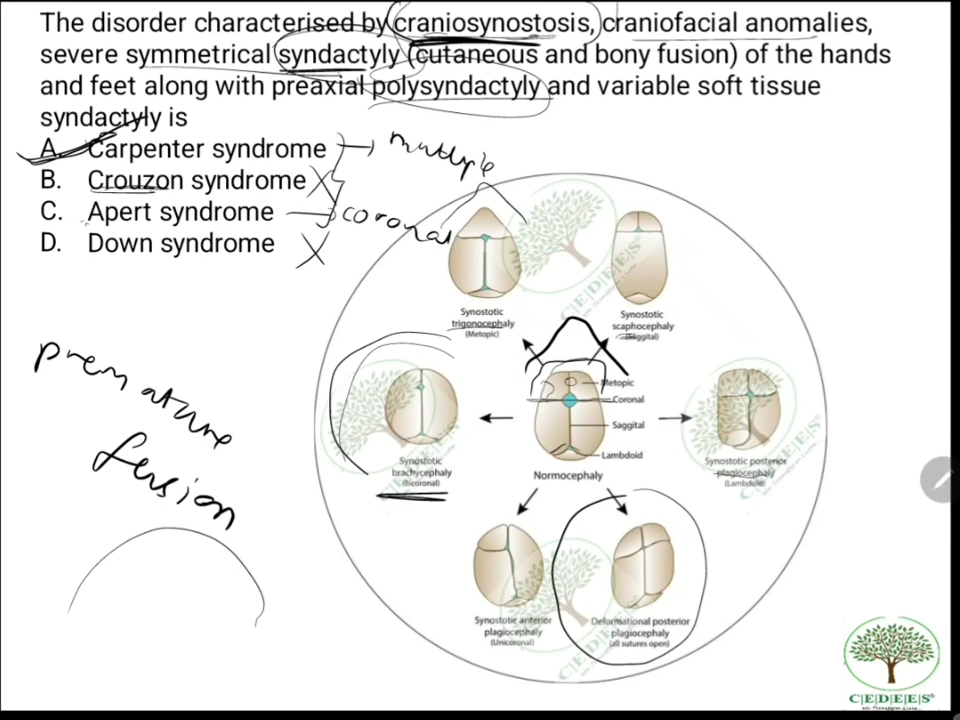 The disorder characterised by craniosynostosis, craniofacial anomalies,
severe symmetrical syndactyly (cutaneous and bony fusion) of the hands
and feet along with preaxial polysyndactyly and variable soft tissue
syndactyly is
A. Carpenter syndrome
multiple
B. Crouzon syndrome
C. Apert syndrome
coronal
D. Down syndrome
premature
fusion
Synostotic
trigonocephaly
(Metopic)
Synostotic
scaphocephaly
(Saggital)
Metopic
Coronal
Saggital
Lambdoid
Normocephaly
Synostotic
brachycephaly
(Bicoronal)
Synostotic posterior
plagiocephaly
(Lambdoid)
Synostotic anterior
plagiocephaly
(Unicoronal)
Deformational posterior
plagiocephaly
(all sutures open)
C|E|D|E|E|S
C|E|D|E|E|S
C|E|D|E|E|S
C|E|D|E|E|S®